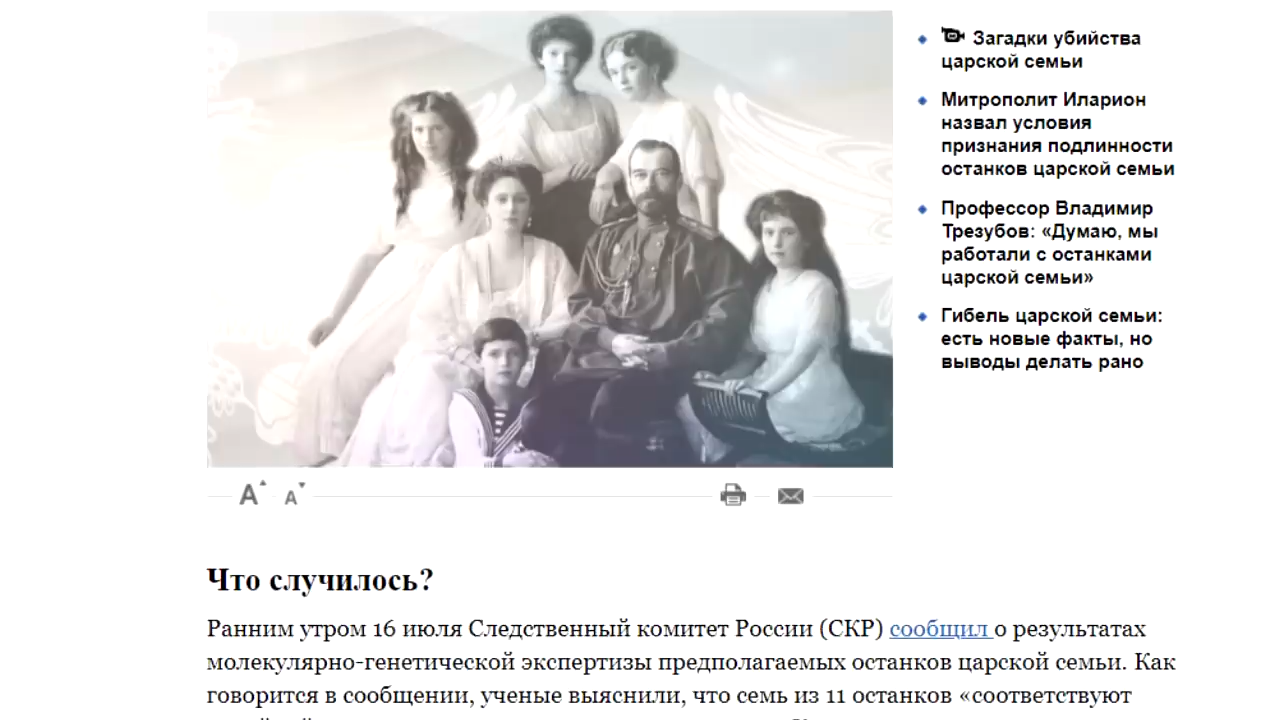 Загадки убийства
царской семьи
Митрополит Иларион
назвал условия
признания подлинности
останков царской семьи
Профессор Владимир
Трезубов: «Думаю, мы
работали с останками
царской семьи»
Гибель царской семьи:
есть новые факты, но
выводы делать рано
A A
Что случилось?
Ранним утром 16 июля Следственный комитет России (СКР) сообщил о результатах
молекулярно-генетической экспертизы предполагаемых останков царской семьи. Как
говорится в сообщении, ученые выяснили, что семь из 11 останков «соответствуют